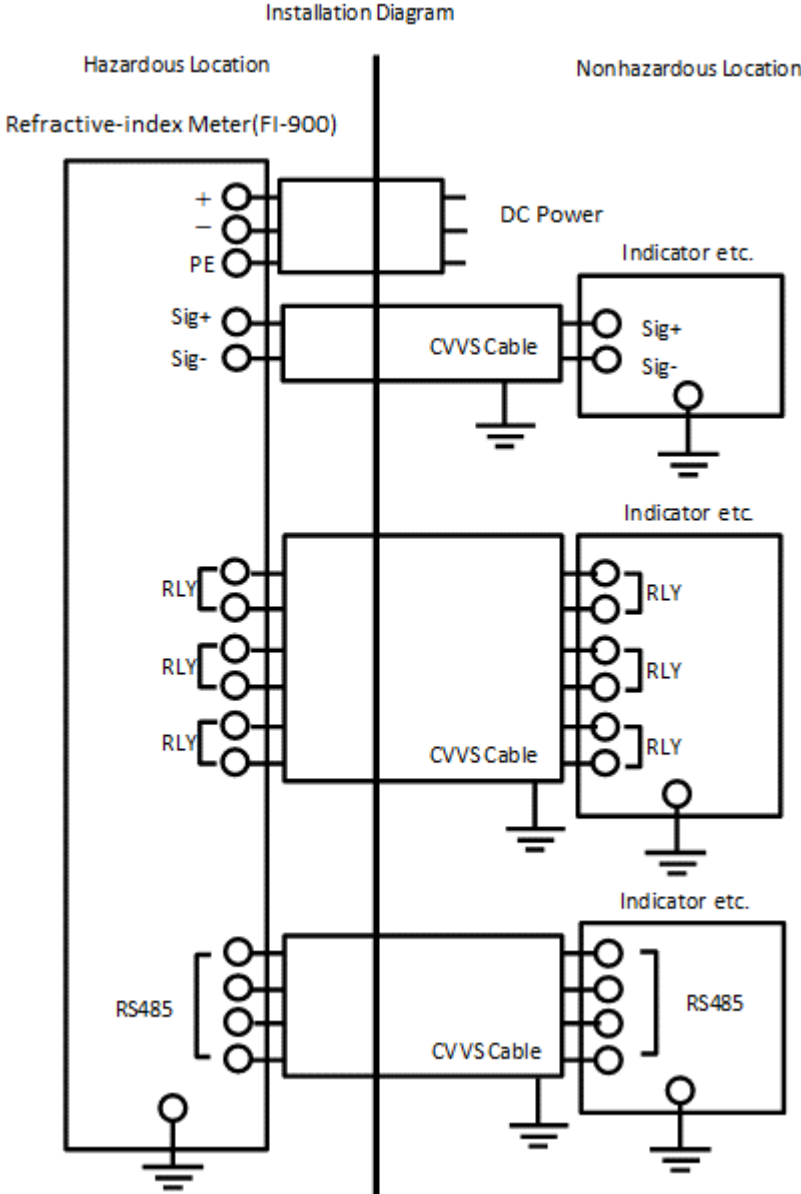 Installation Diagram
Hazardous Location
Nonhazardous Location
Refractive-index Meter(FI-900)
+
−
PE
DC Power
Indicator etc.
Sig+
Sig-
CVVS Cable
Sig+
Sig-
Indicator etc.
RLY
RLY
RLY
RLY
RLY
RLY
CVVS Cable
Indicator etc.
RS485
RS485
CVVS Cable